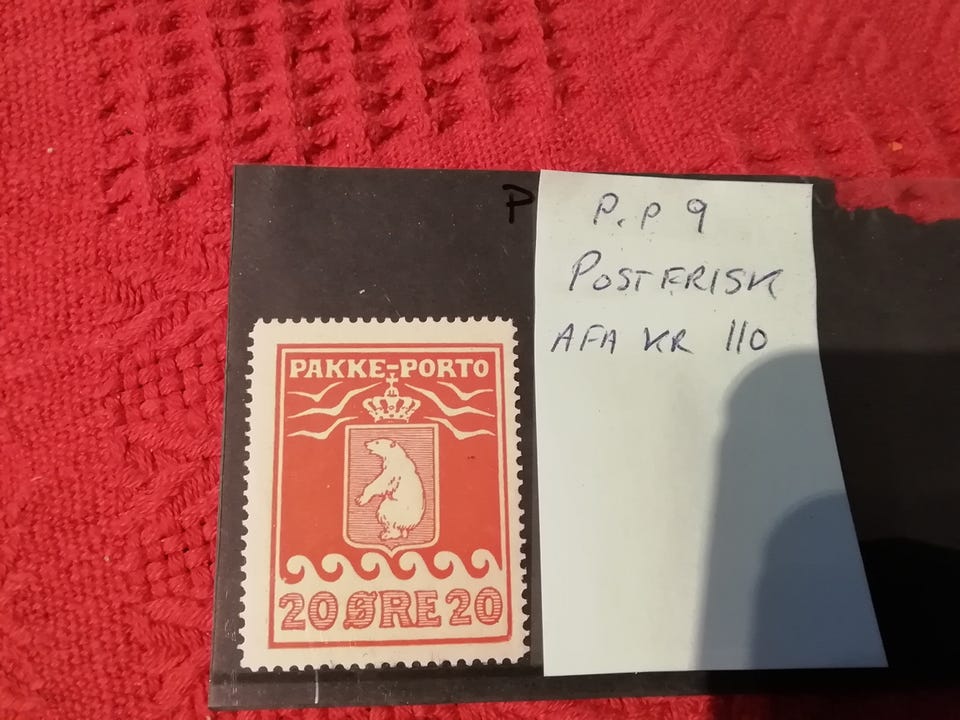 P
P.P 9
POSTFRISK
AFA KR 110
PAKKE-PORTO
20 ØRE 20